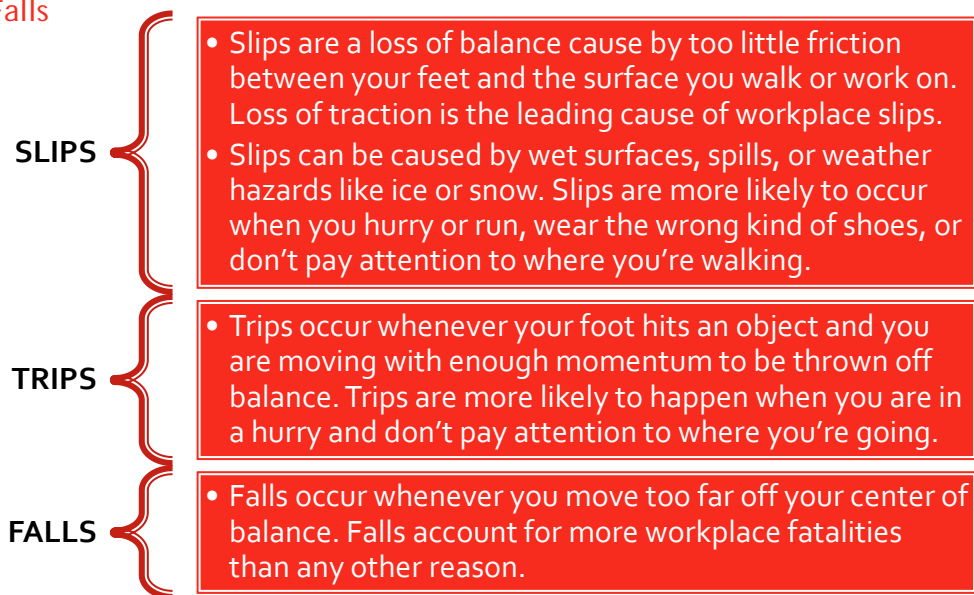 Falls
SLIPS
• Slips are a loss of balance cause by too little friction
between your feet and the surface you walk or work on.
Loss of traction is the leading cause of workplace slips.
• Slips can be caused by wet surfaces, spills, or weather
hazards like ice or snow. Slips are more likely to occur
when you hurry or run, wear the wrong kind of shoes, or
don't pay attention to where you're walking.
TRIPS
• Trips occur whenever your foot hits an object and you
are moving with enough momentum to be thrown off
balance. Trips are more likely to happen when you are in
a hurry and don't pay attention to where you're going.
FALLS
• Falls occur whenever you move too far off your center of
balance. Falls account for more workplace fatalities
than any other reason.